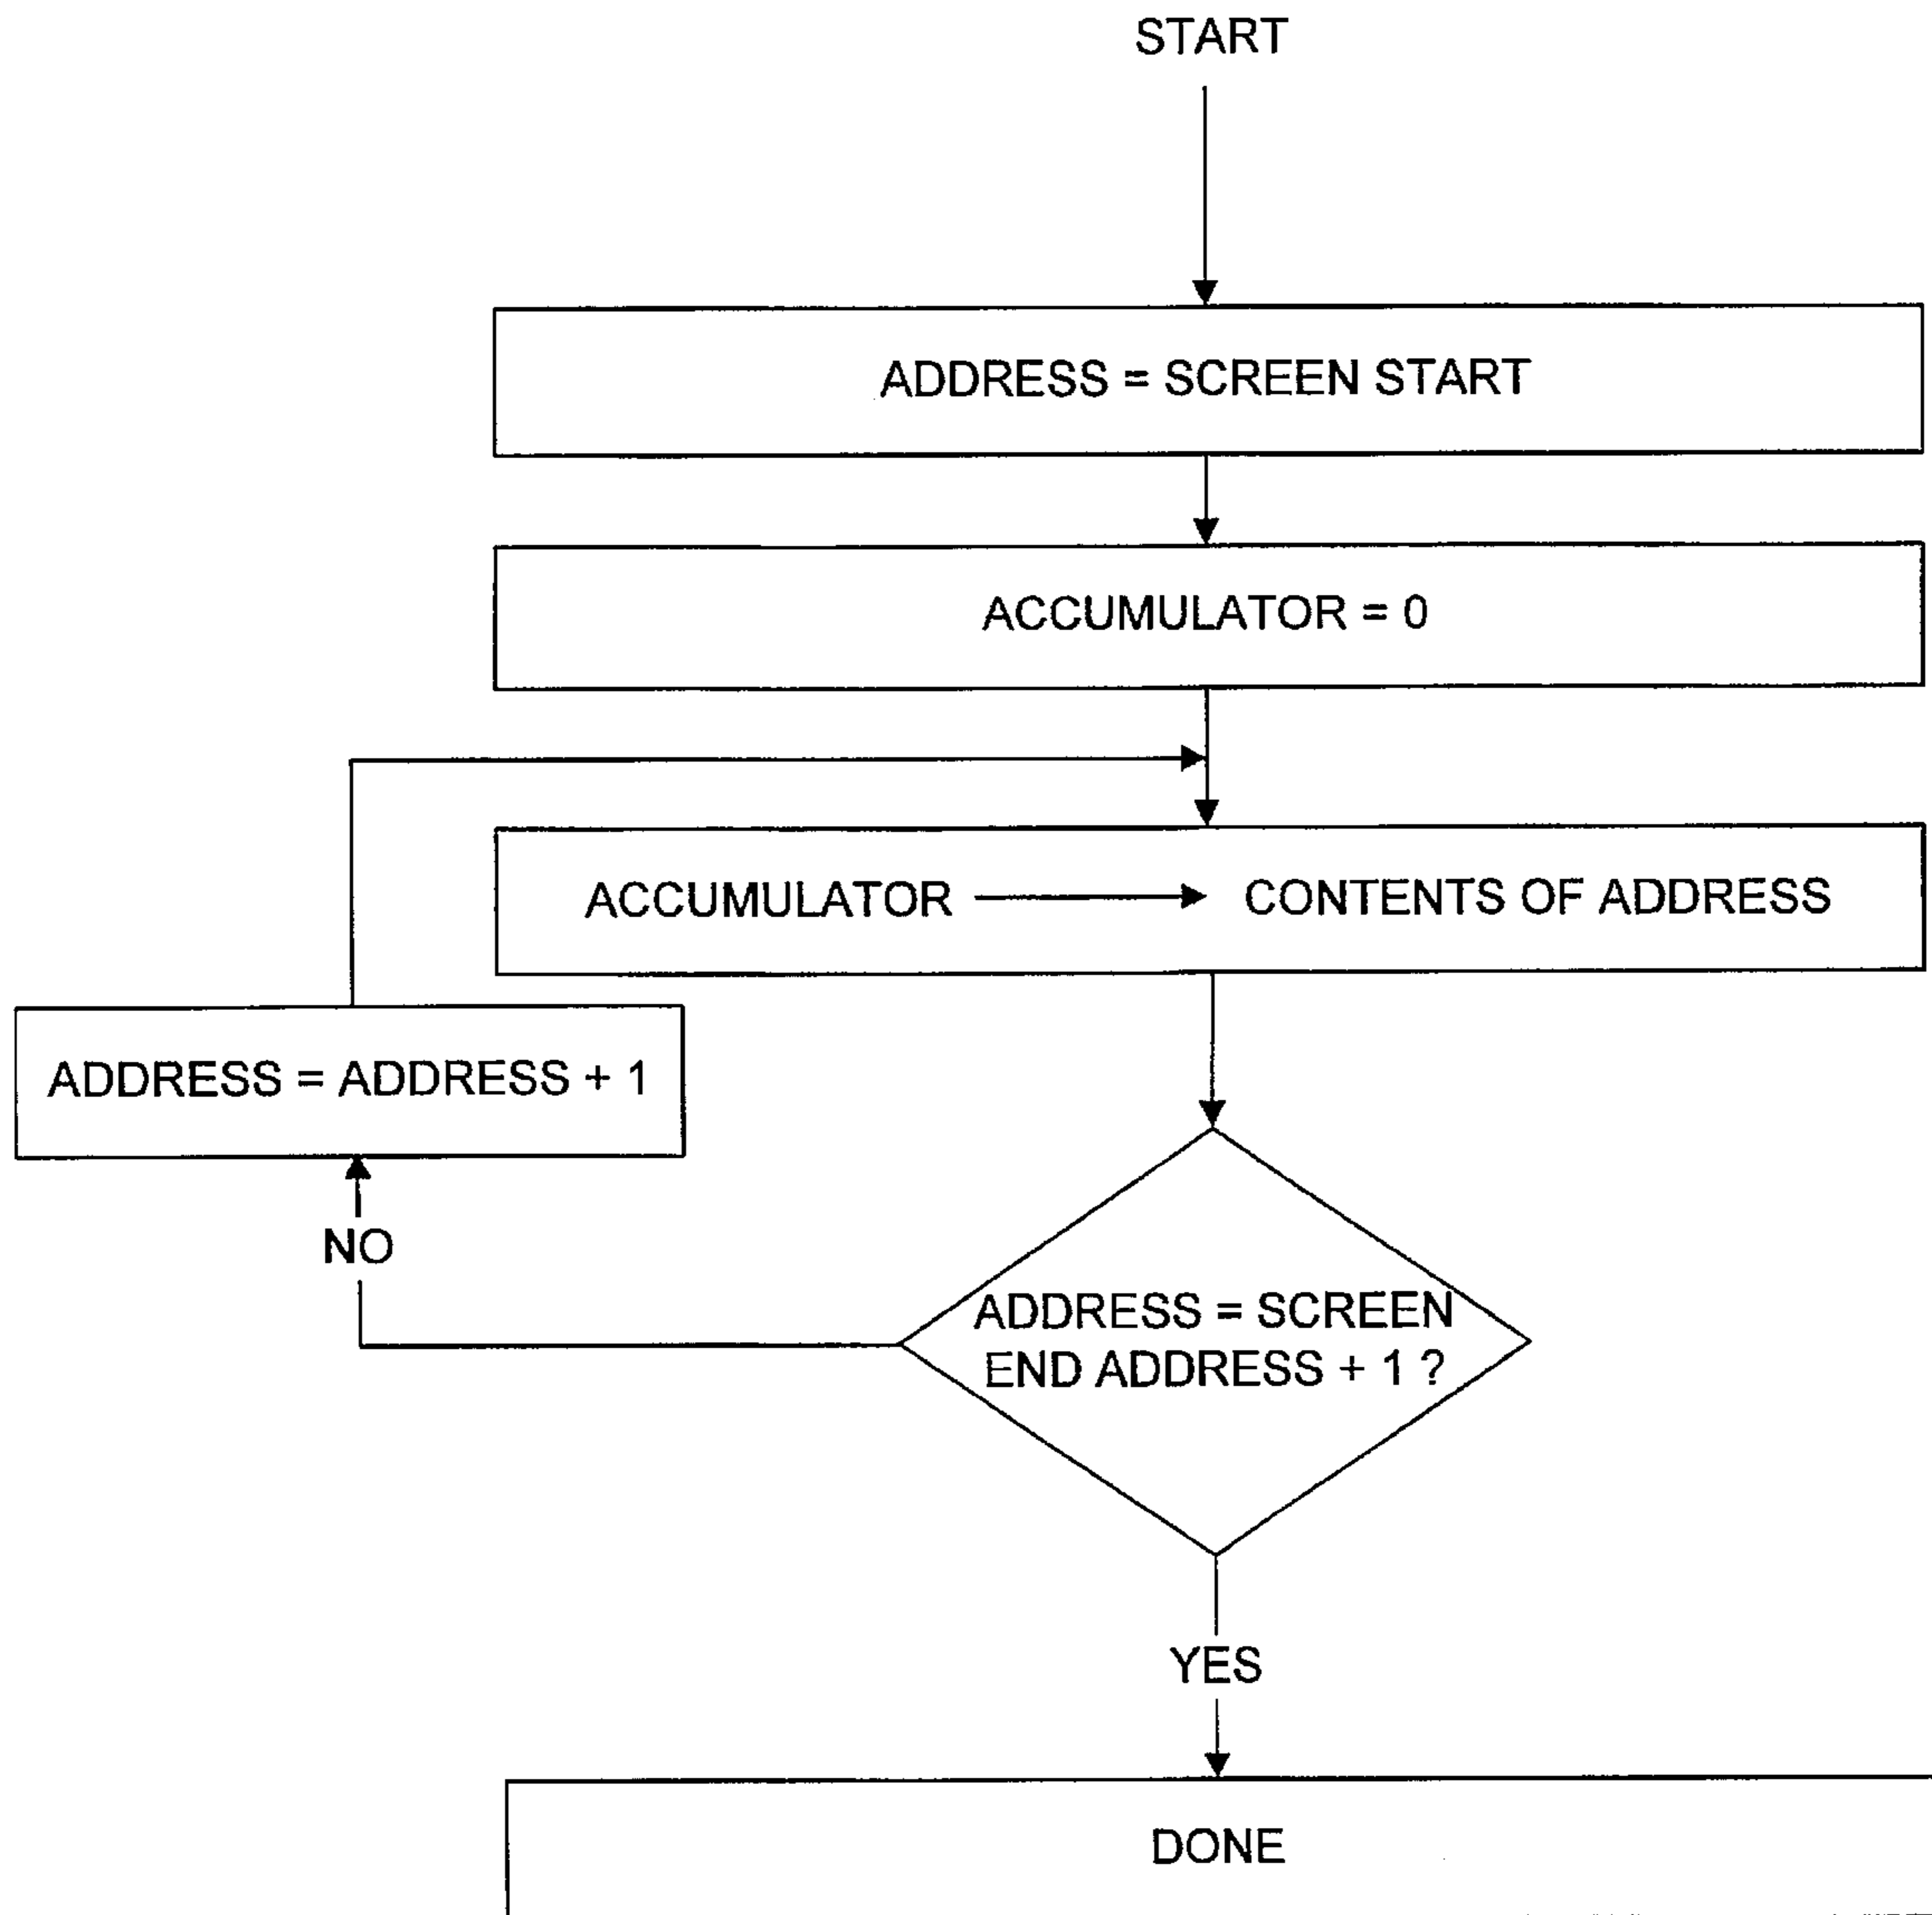 START
ADDRESS = SCREEN START
ACCUMULATOR = 0
ACCUMULATOR → CONTENTS OF ADDRESS
ADDRESS = ADDRESS + 1
NO
ADDRESS = SCREEN
END ADDRESS + 1 ?
YES
DONE